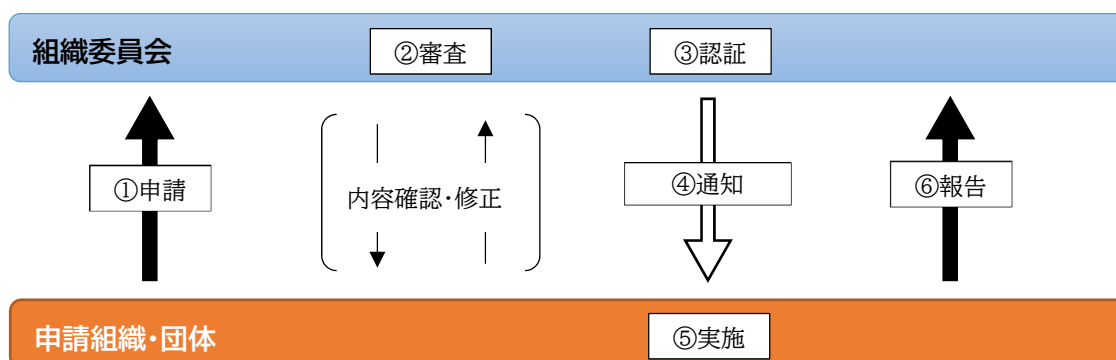 組織委員会
②審査
③認証
①申請
内容確認・修正
④通知
⑥報告
申請組織・団体
⑤実施